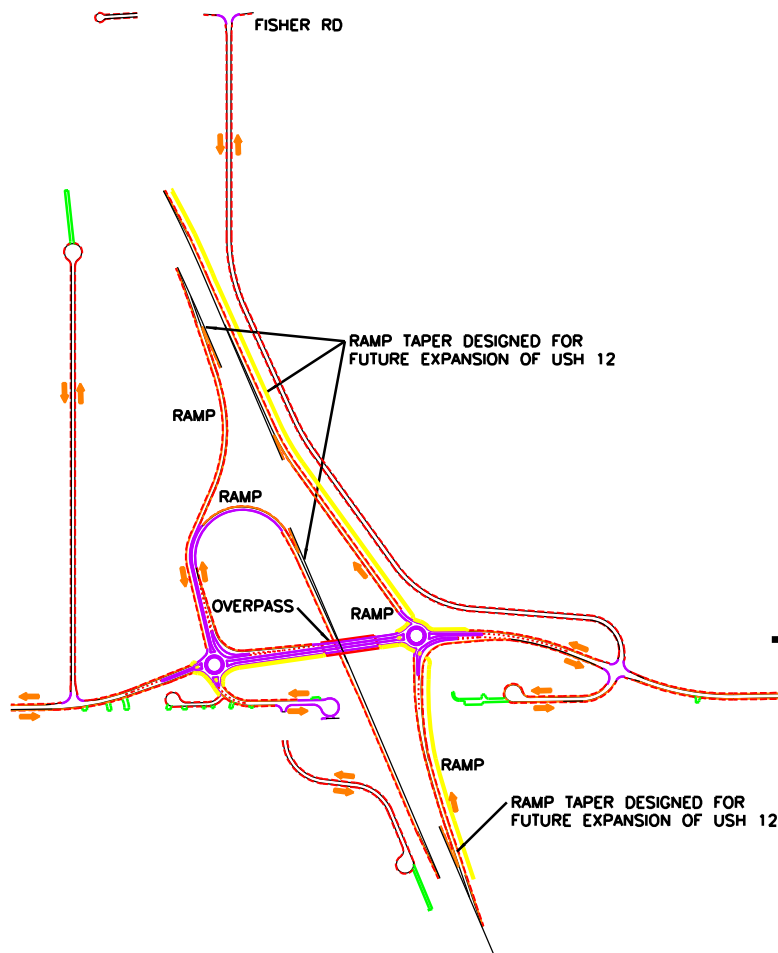 FISHER RD
RAMP TAPER DESIGNED FOR
FUTURE EXPANSION OF USH 12
RAMP
RAMP
OVERPASS
RAMP
RAMP
RAMP TAPER DESIGNED FOR
FUTURE EXPANSION OF USH 12